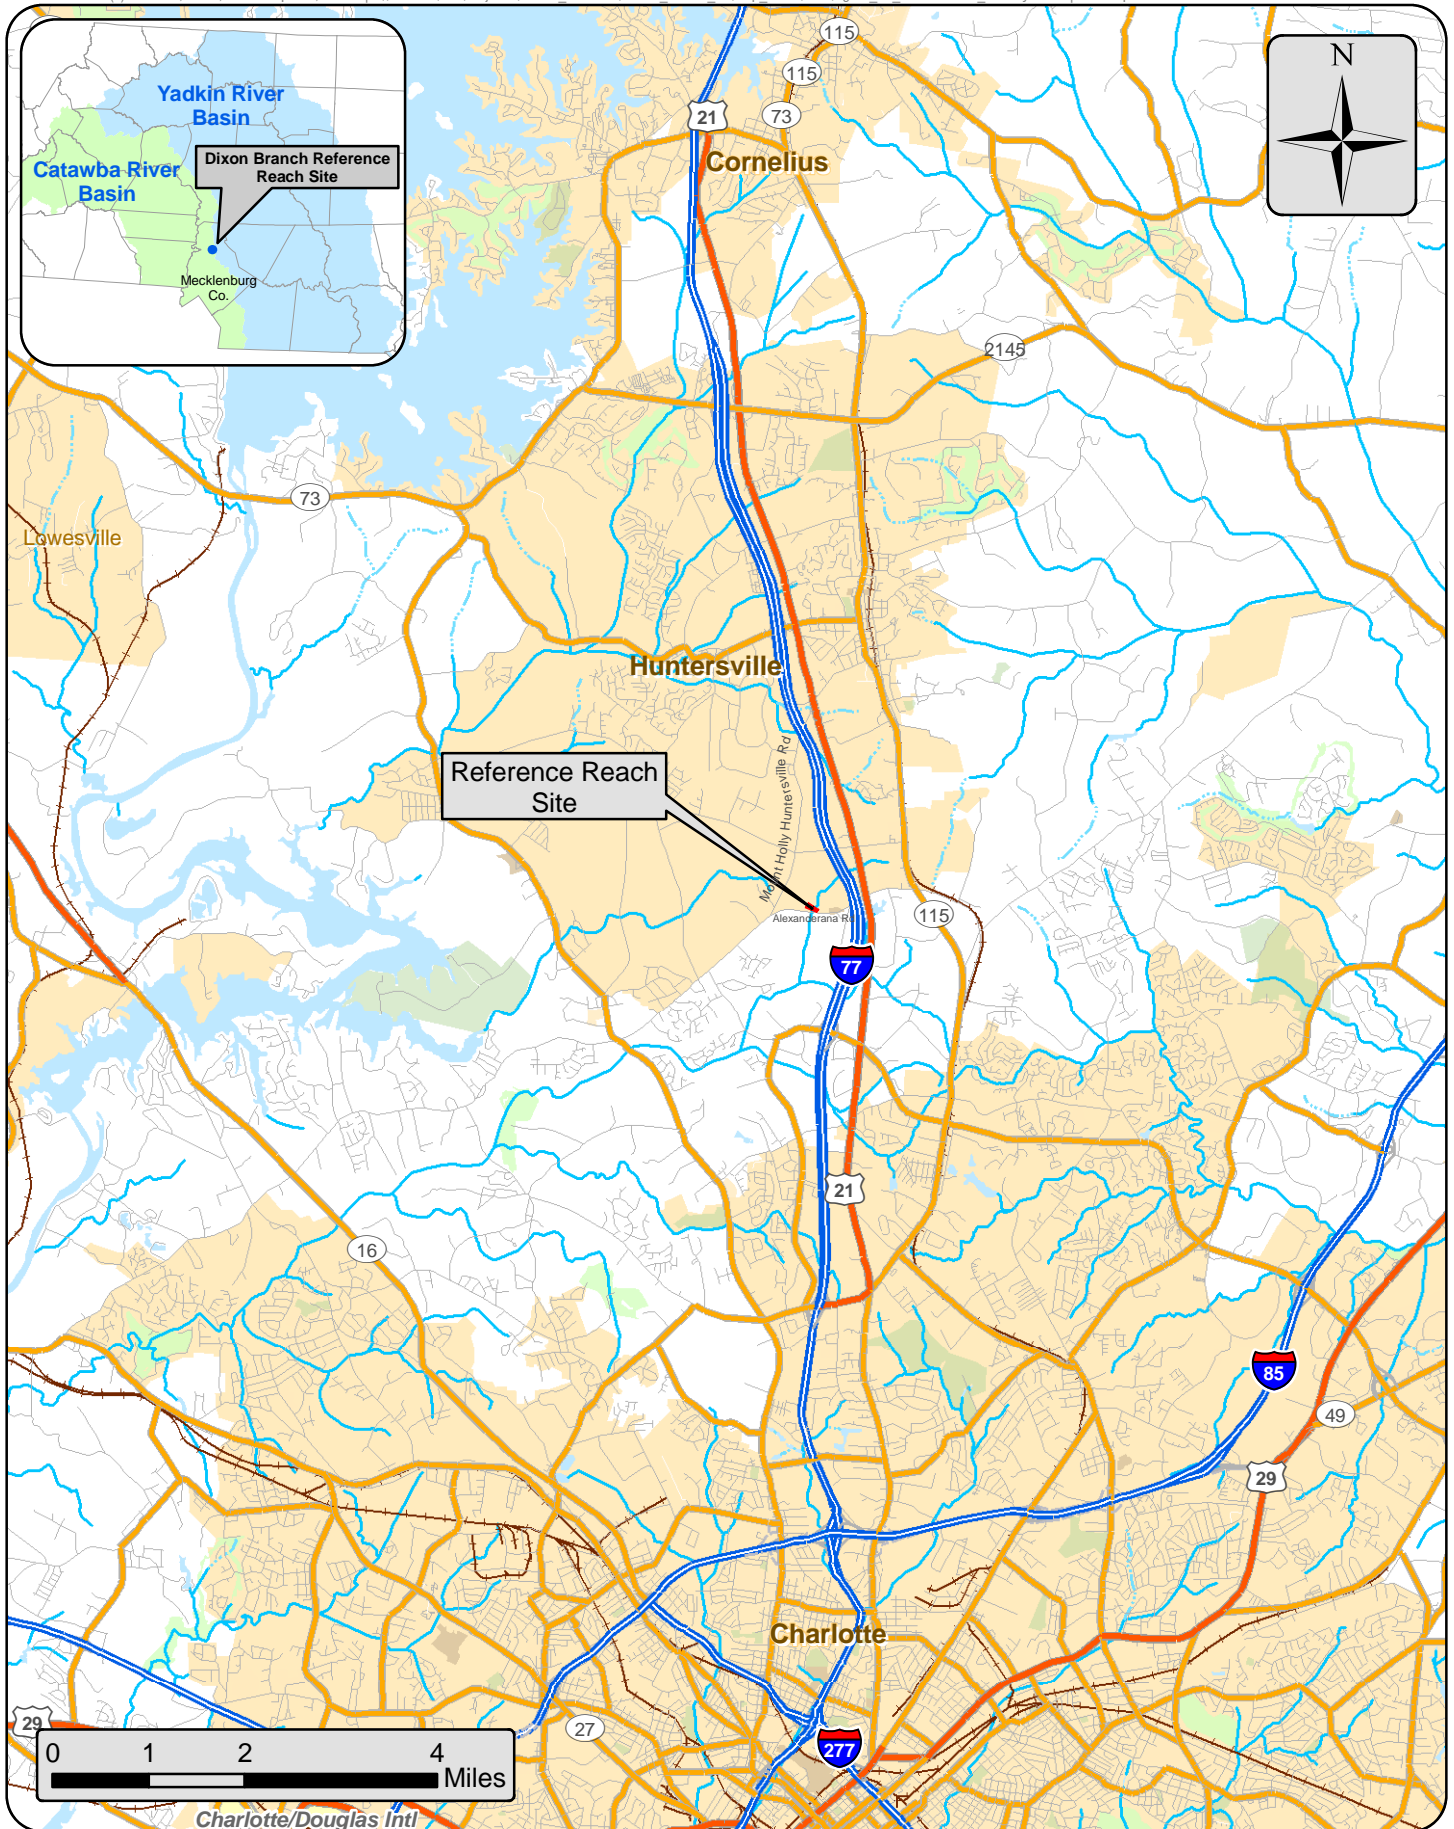 115
N
115
Yadkin River
Basin
21
73
Dixon Branch Reference
Reach Site
Catawba River
Basin
Cornelius
Mecklenburg
Co.
2145
73
Lowesville
Huntersville
Mount Holly Huntersville Rd
Reference Reach
Site
115
Alexanderana Rd
77
21
16
85
49
29
Charlotte
29
27
277
0 1 2 4
Miles
Charlotte/Douglas Intl